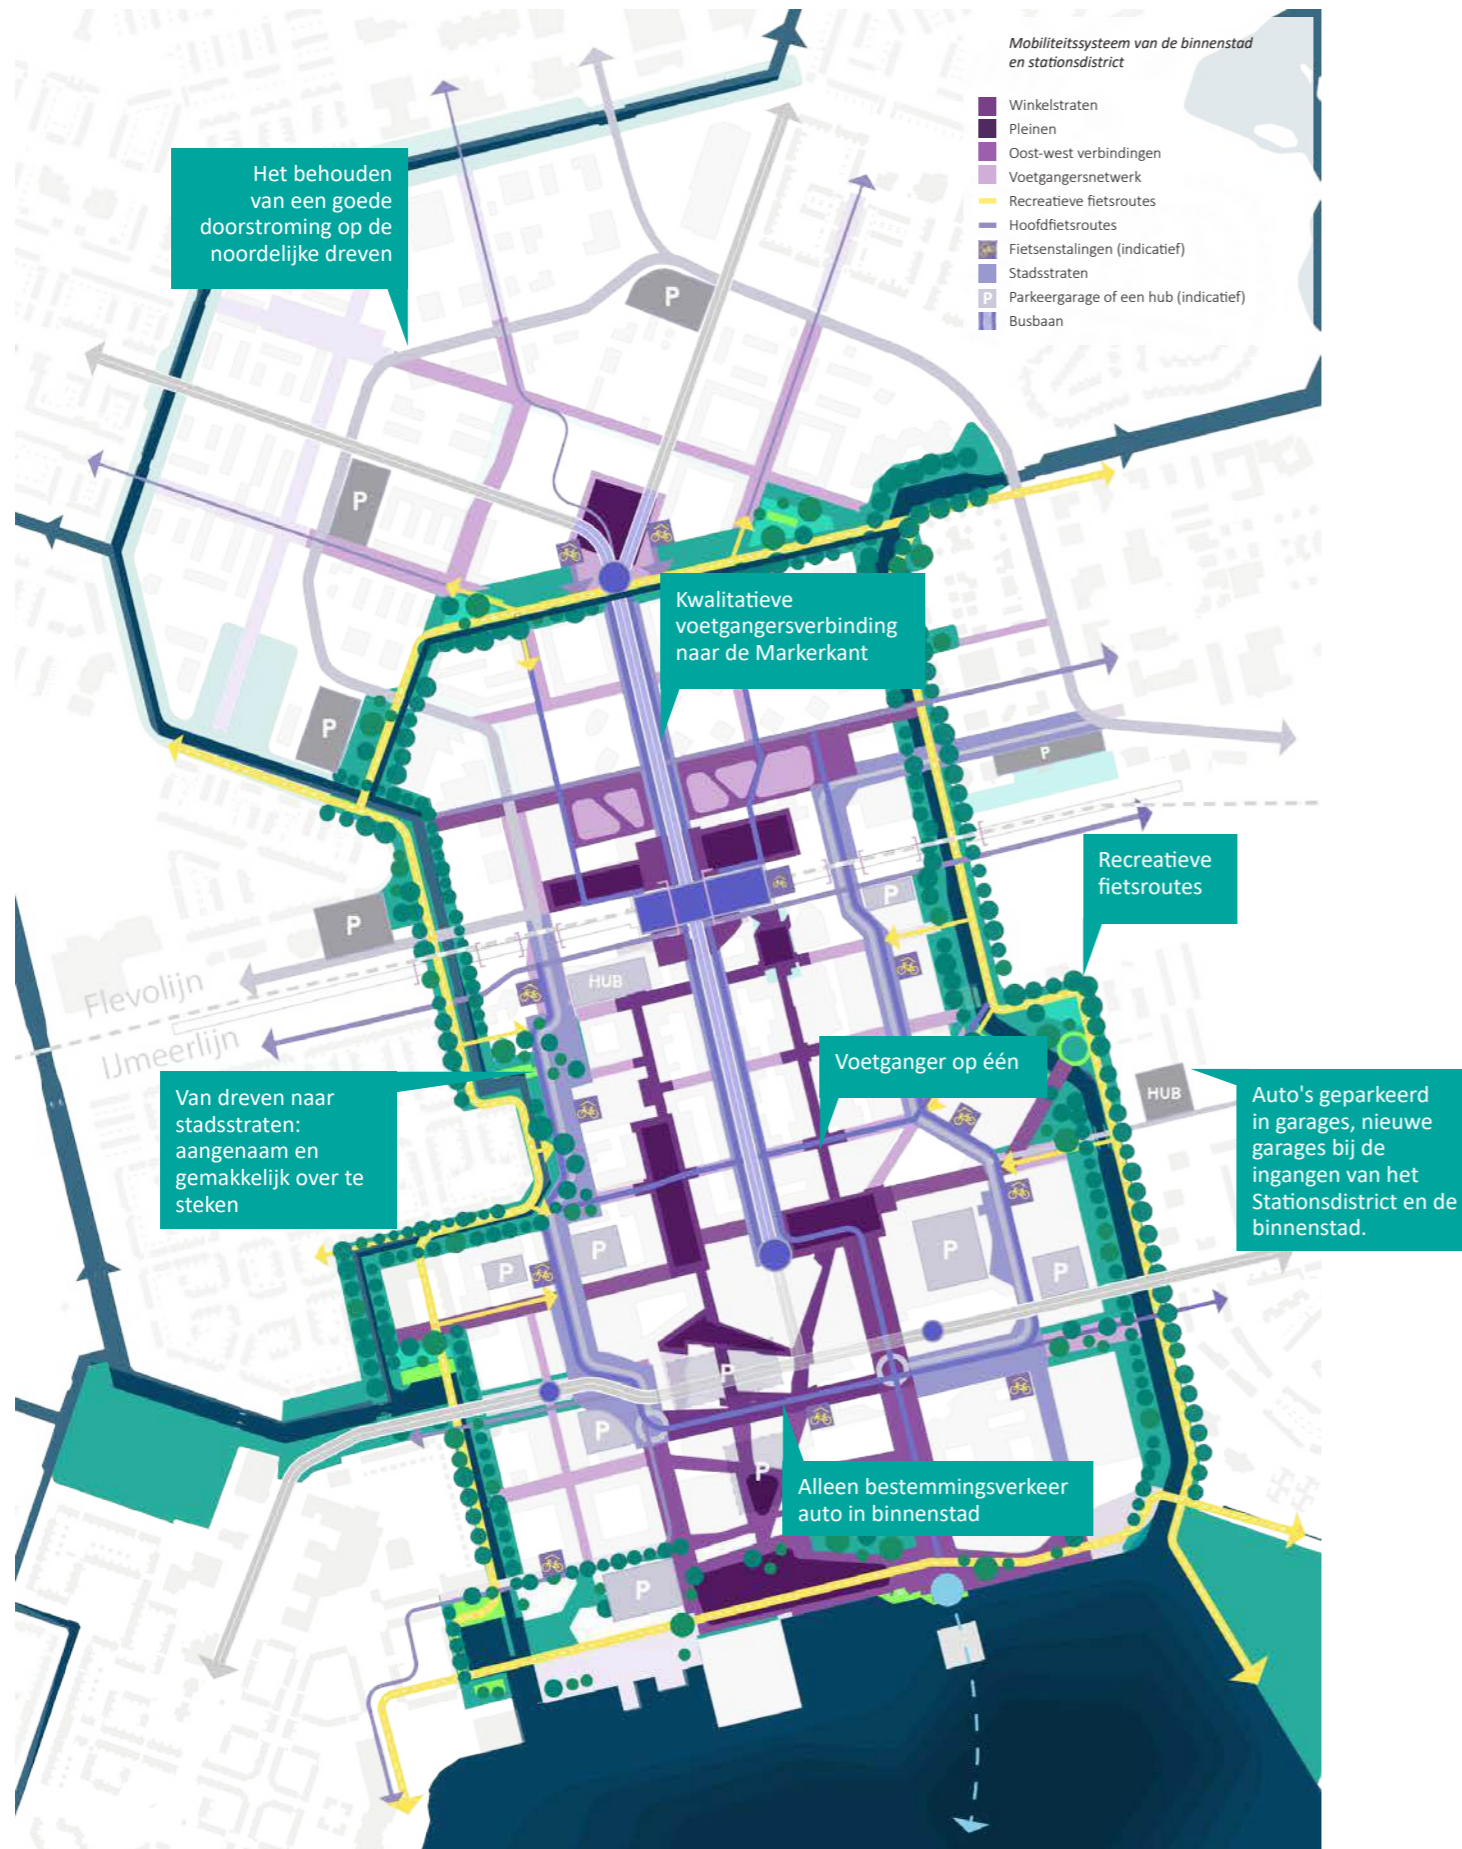 Mobiliteitssysteem van de binnenstad
en stationsdistrict
Winkelstraten
Pleinen
Oost-west verbindingen
Voetgangersnetwerk
Recreatieve fietsroutes
Hoofdfietsroutes
Fietsenstalingen (indicatief)
Stadsstraten
P Parkeergarage of een hub (indicatief)
Busbaan
Het behouden
van een goede
doorstroming op de
noordelijke dreven
P
P
Kwalitatieve
voetgangersverbinding
naar de Markerkant
P
P
Recreatieve
fietsroutes
P
P
HUB
Flevolijn
IJmeerlijn
Voetganger op één
Van dreven naar
stadsstraten:
aangenaam en
gemakkelijk over te
steken
HUB
Auto's geparkeerd
in garages, nieuwe
garages bij de
ingangen van het
Stationsdistrict en de
binnenstad.
P
P
P
P
P
P
P
Alleen bestemmingsverkeer
auto in binnenstad
P